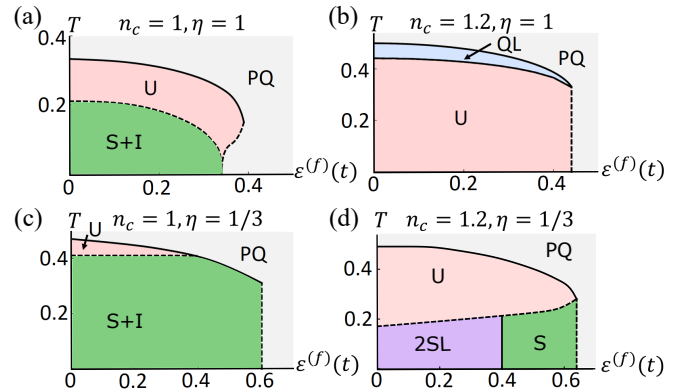 (a) n_c = 1, η = 1
0.4 T
PQ
U
0.2
S+I
0 0.2 0.4 ε^(f)(t)
(b) n_c = 1.2, η = 1
T QL
PQ
0.4
0.2
U
0
0 0.2 0.4 ε^(f)(t)
(c) T n_c = 1, η = 1/3
U
PQ
0.4
0.2
S+I
0 0.2 0.4 0.6 ε^(f)(t)
(d) T n_c = 1.2, η = 1/3
PQ
0.4
U
0.2
2SL S
0
0 0.2 0.4 0.6 ε^(f)(t)